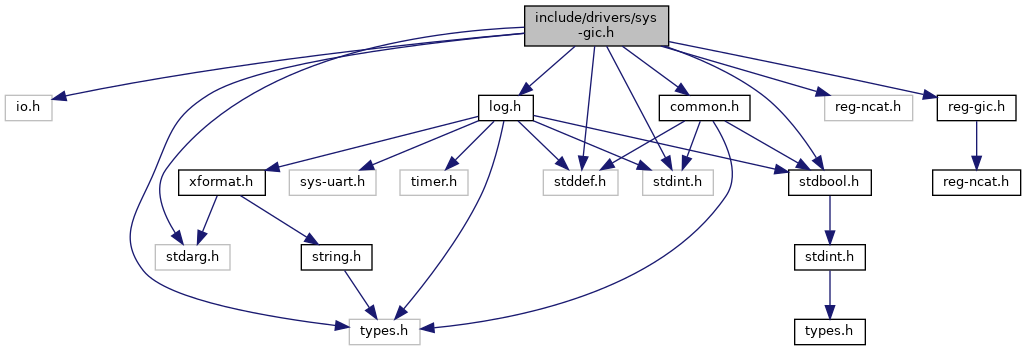 include/drivers/sys
-gic.h
io.h
log.h
common.h
reg-ncat.h
reg-gic.h
xformat.h
sys-uart.h
timer.h
stddef.h
stdint.h
stdbool.h
reg-ncat.h
stdarg.h
string.h
stdint.h
types.h
types.h